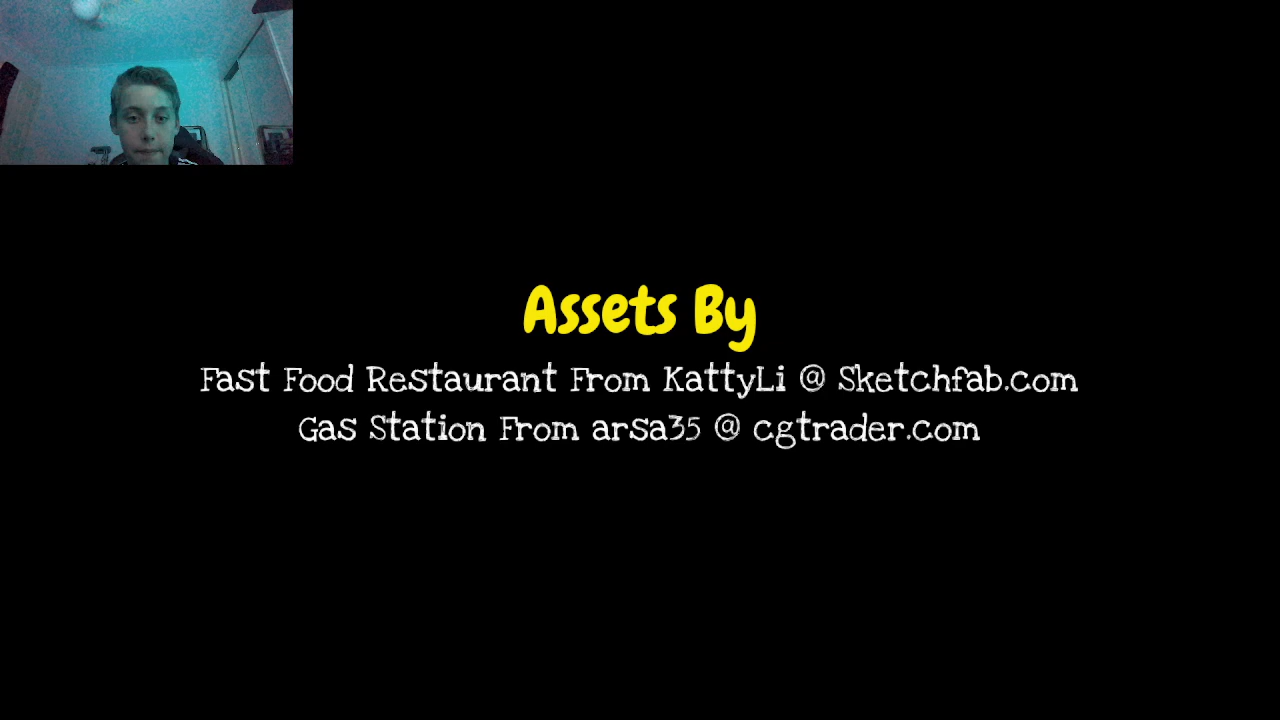 Assets By
Fast Food Restaurant From KattyLi @ Sketchfab.com
Gas Station From arsa35 @ cgtrader.com